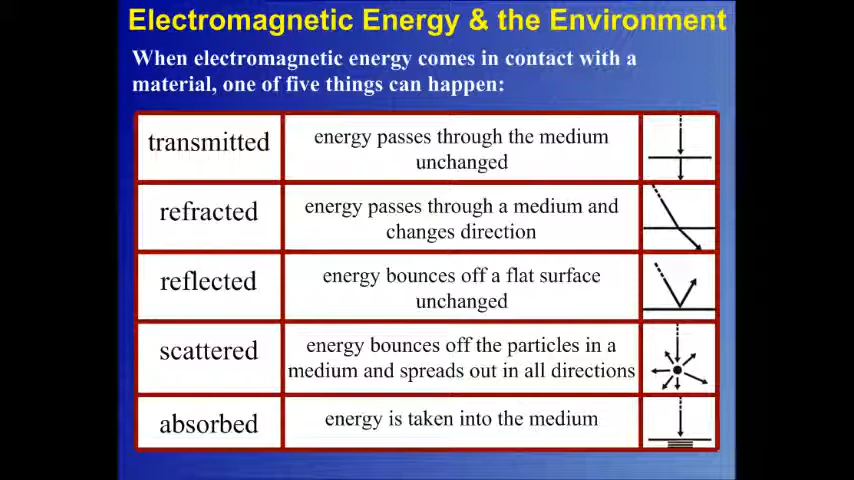 Electromagnetic Energy & the Environment
When electromagnetic energy comes in contact with a
material, one of five things can happen:
transmitted
energy passes through the medium
unchanged
refracted
energy passes through a medium and
changes direction
reflected
energy bounces off a flat surface
unchanged
scattered
energy bounces off the particles in a
medium and spreads out in all directions
absorbed
energy is taken into the medium